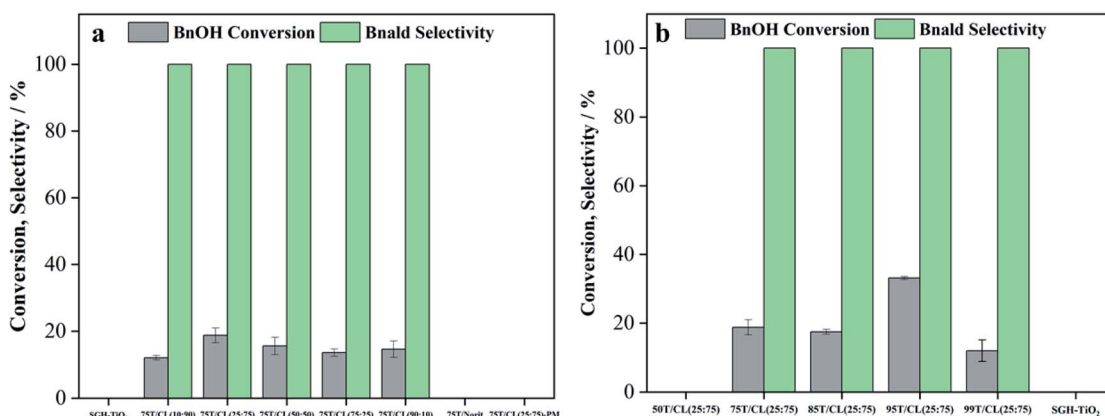 a
BnOH Conversion
Bnald Selectivity
Conversion, Selectivity / %
100
80
60
40
20
0
SGH-TiO
75T/CL(10:90)
75T/CL(25:75)
75T/CL(50:50)
75T/CL(75:25)
75T/CL(90:10)
75T/Norit
75T/CL(25:75)-PM
b
BnOH Conversion
Bnald Selectivity
Conversion, Selectivity / %
100
80
60
40
20
0
50T/CL(25:75)
75T/CL(25:75)
85T/CL(25:75)
95T/CL(25:75)
99T/CL(25:75)
SGH-TiO